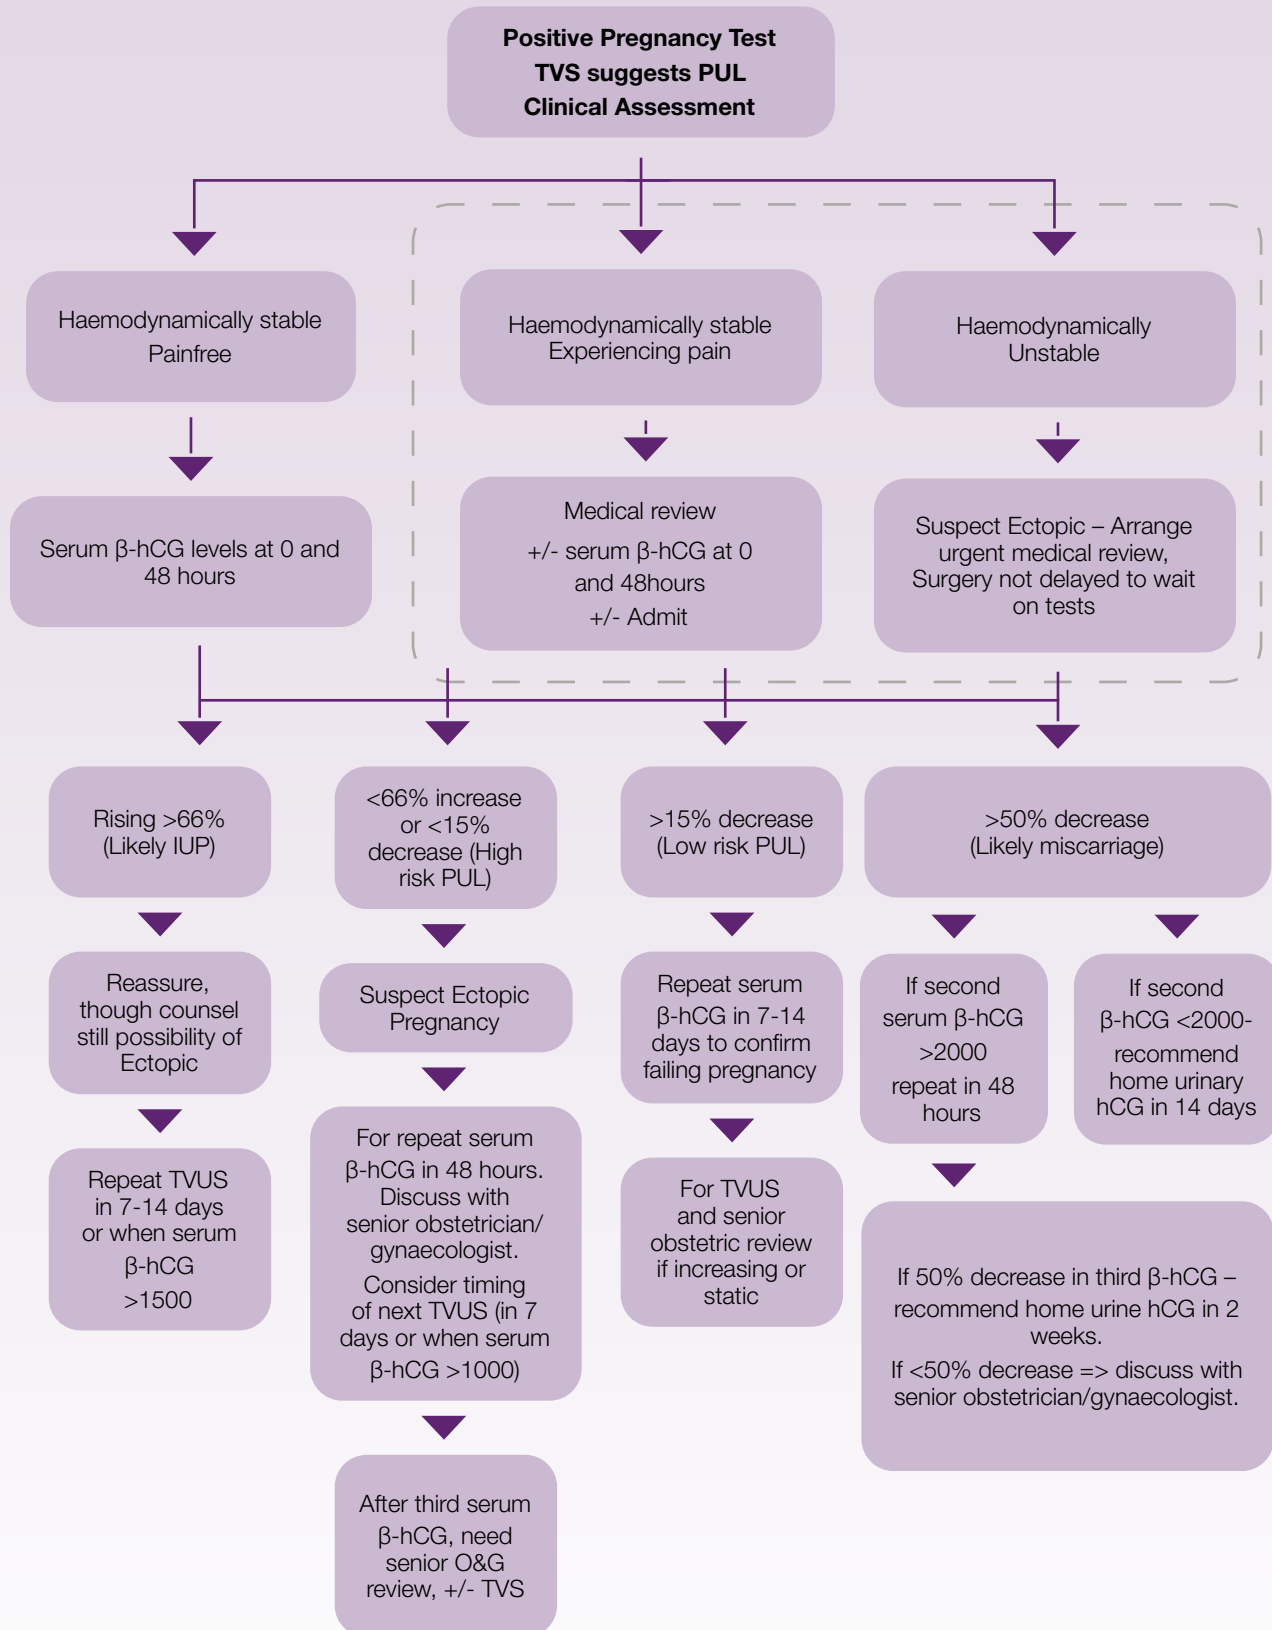 Positive Pregnancy Test
TVS suggests PUL
Clinical Assessment
Haemodynamically stable
Painfree
Haemodynamically stable
Experiencing pain
Haemodynamically
Unstable
Serum β-hCG levels at 0 and
48 hours
Medical review
+/- serum β-hCG at 0
and 48hours
+/- Admit
Suspect Ectopic – Arrange
urgent medical review,
Surgery not delayed to wait
on tests
Rising >66%
(Likely IUP)
<66% increase
or <15%
decrease (High
risk PUL)
>15% decrease
(Low risk PUL)
>50% decrease
(Likely miscarriage)
Reassure,
though counsel
still possibility of
Ectopic
Suspect Ectopic
Pregnancy
Repeat serum
β-hCG in 7-14
days to confirm
failing pregnancy
If second
serum β-hCG
>2000
repeat in 48
hours
If second
β-hCG <2000-
recommend
home urinary
hCG in 14 days
Repeat TVUS
in 7-14 days
or when serum
β-hCG
>1500
For repeat serum
β-hCG in 48 hours.
Discuss with
senior obstetrician/
gynaecologist.
Consider timing
of next TVUS (in 7
days or when serum
β-hCG >1000)
For TVUS
and senior
obstetric review
if increasing or
static
If 50% decrease in third β-hCG –
recommend home urine hCG in 2
weeks.
If <50% decrease => discuss with
senior obstetrician/gynaecologist.
After third serum
β-hCG, need
senior O&G
review, +/- TVS